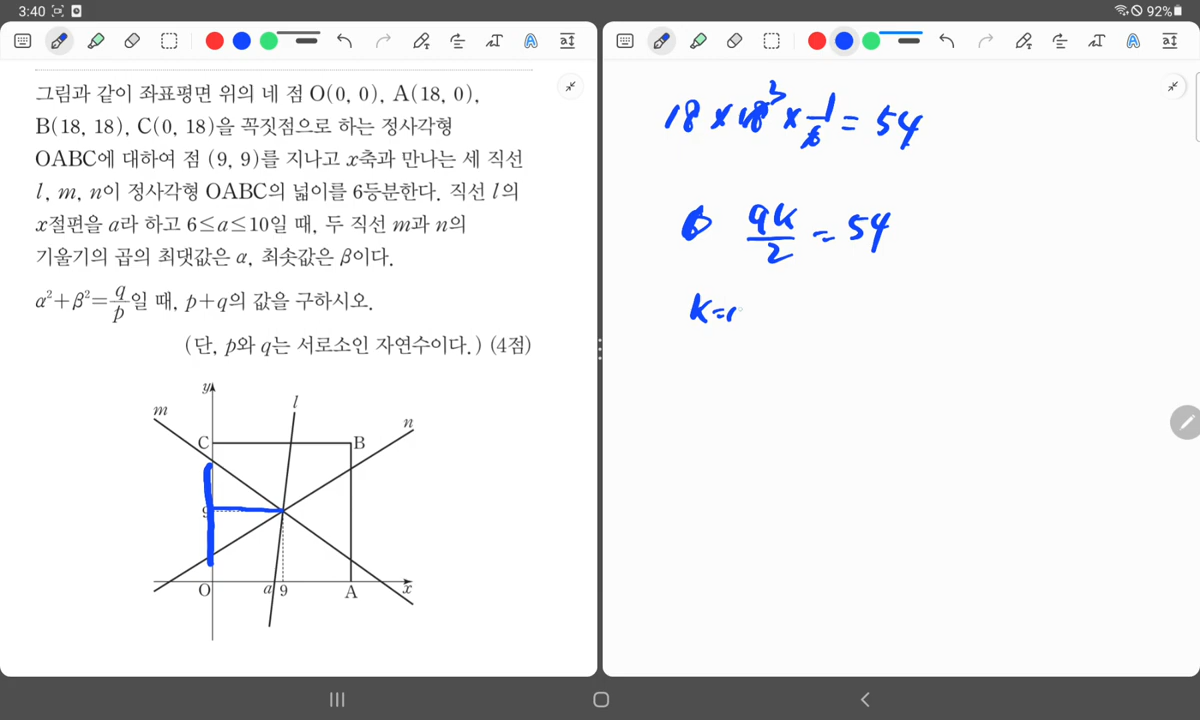 3:40
92%
그림과 같이 좌표평면 위의 네 점 O(0, 0), A(18, 0),
B(18, 18), C(0, 18)을 꼭짓점으로 하는 정사각형
OABC에 대하여 점 (9, 9)를 지나고 x축과 만나는 세 직선
l, m, n이 정사각형 OABC의 넓이를 6등분한다. 직선 l의
x절편을 a라 하고 6≤a≤10일 때, 두 직선 m과 n의
기울기의 곱의 최댓값은 α, 최솟값은 β이다.
α²+β²=q/p일 때, p+q의 값을 구하시오.
(단, p와 q는 서로소인 자연수이다.) (4점)
y
l
m
n
C
B
9
O
a
9
A
x
18 × 18 3 × 1/6 = 54
9k/2 = 54
k=